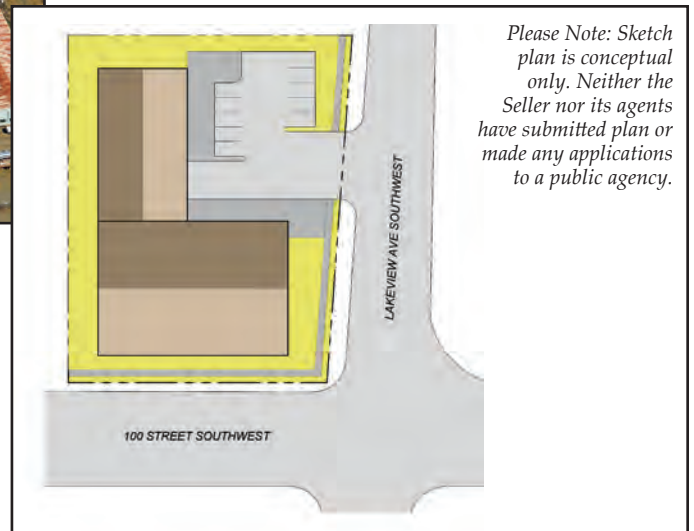 Please Note: Sketch
plan is conceptual
only. Neither the
Seller nor its agents
have submitted plan or
made any applications
to a public agency.
LAKEVIEW AVE SOUTHWEST
100 STREET SOUTHWEST